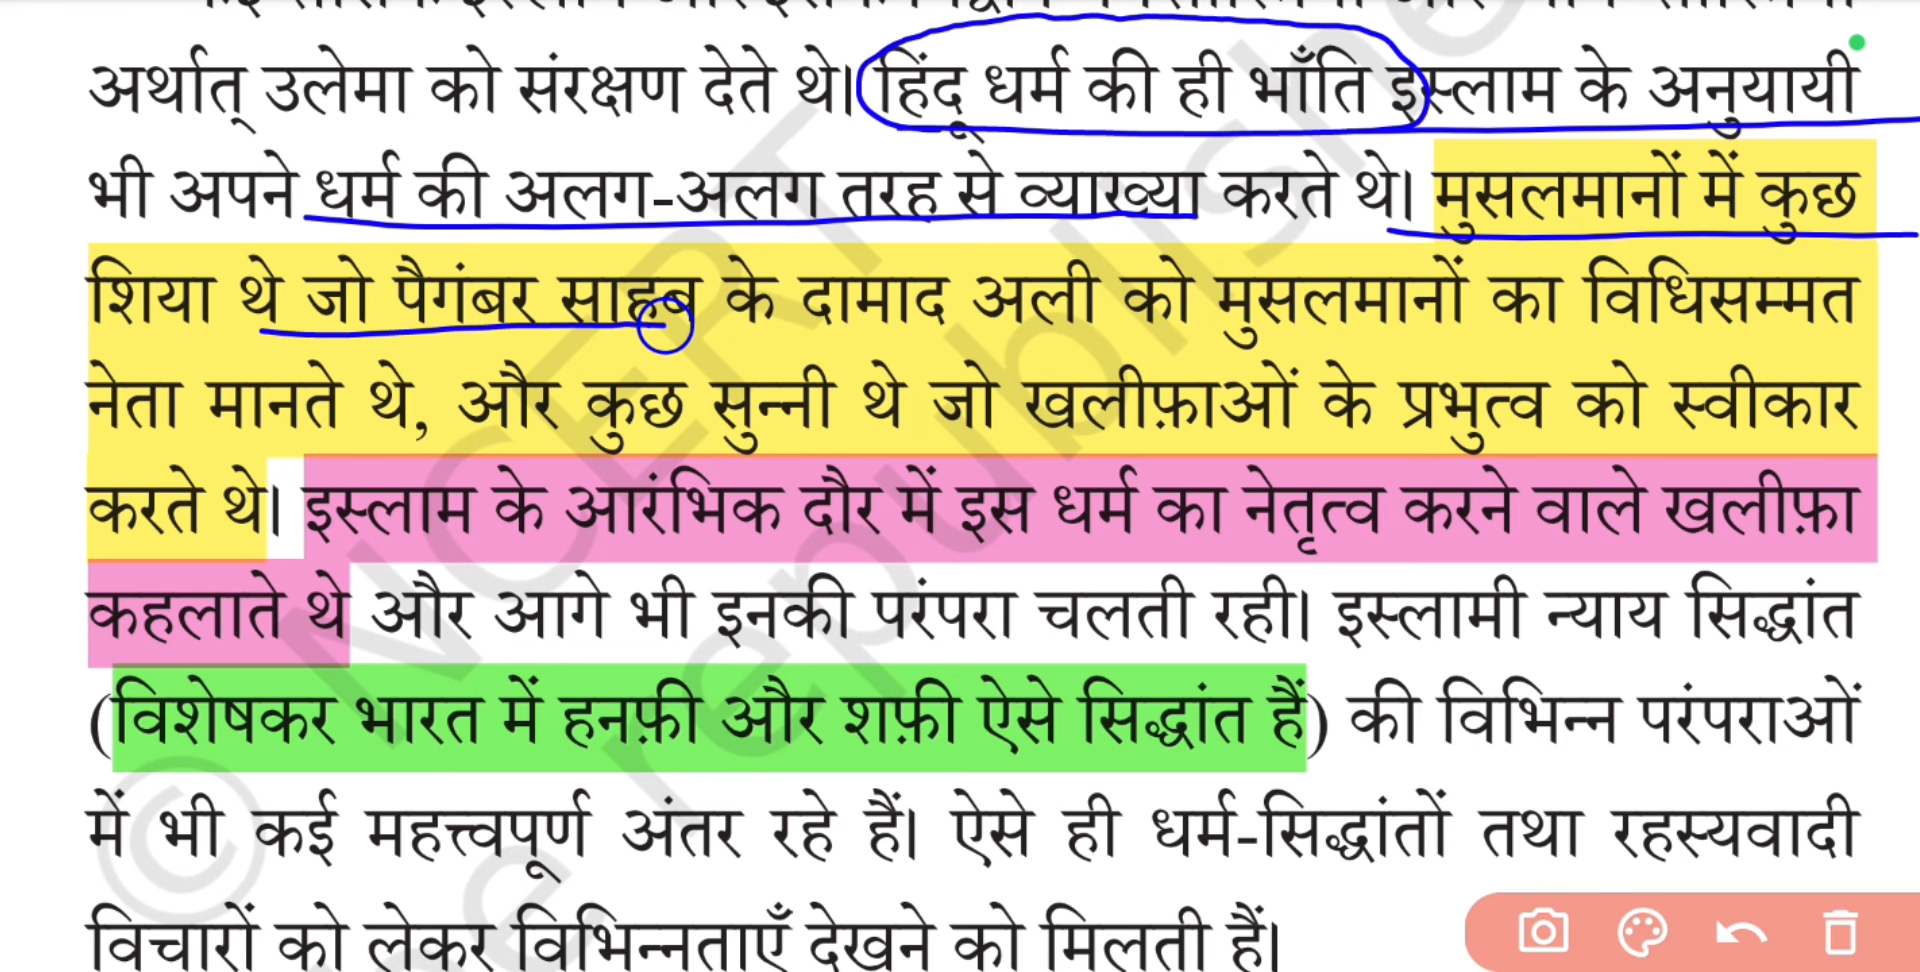 अर्थात् उलेमा को संरक्षण देते थे। हिंदू धर्म की ही भाँति इस्लाम के अनुयायी
भी अपने धर्म की अलग-अलग तरह से व्याख्या करते थे। मुसलमानों में कुछ
शिया थे जो पैगंबर साहब के दामाद अली को मुसलमानों का विधिसम्मत
नेता मानते थे, और कुछ सुन्नी थे जो खलीफ़ाओं के प्रभुत्व को स्वीकार
करते थे। इस्लाम के आरंभिक दौर में इस धर्म का नेतृत्व करने वाले खलीफ़ा
कहलाते थे और आगे भी इनकी परंपरा चलती रही। इस्लामी न्याय सिद्धांत
(विशेषकर भारत में हनफ़ी और शफ़ी ऐसे सिद्धांत हैं) की विभिन्न परंपराओं
में भी कई महत्त्वपूर्ण अंतर रहे हैं। ऐसे ही धर्म-सिद्धांतों तथा रहस्यवादी
विचारों को लेकर विभिन्नताएँ देखने को मिलती हैं।
© NCERT
be republishe